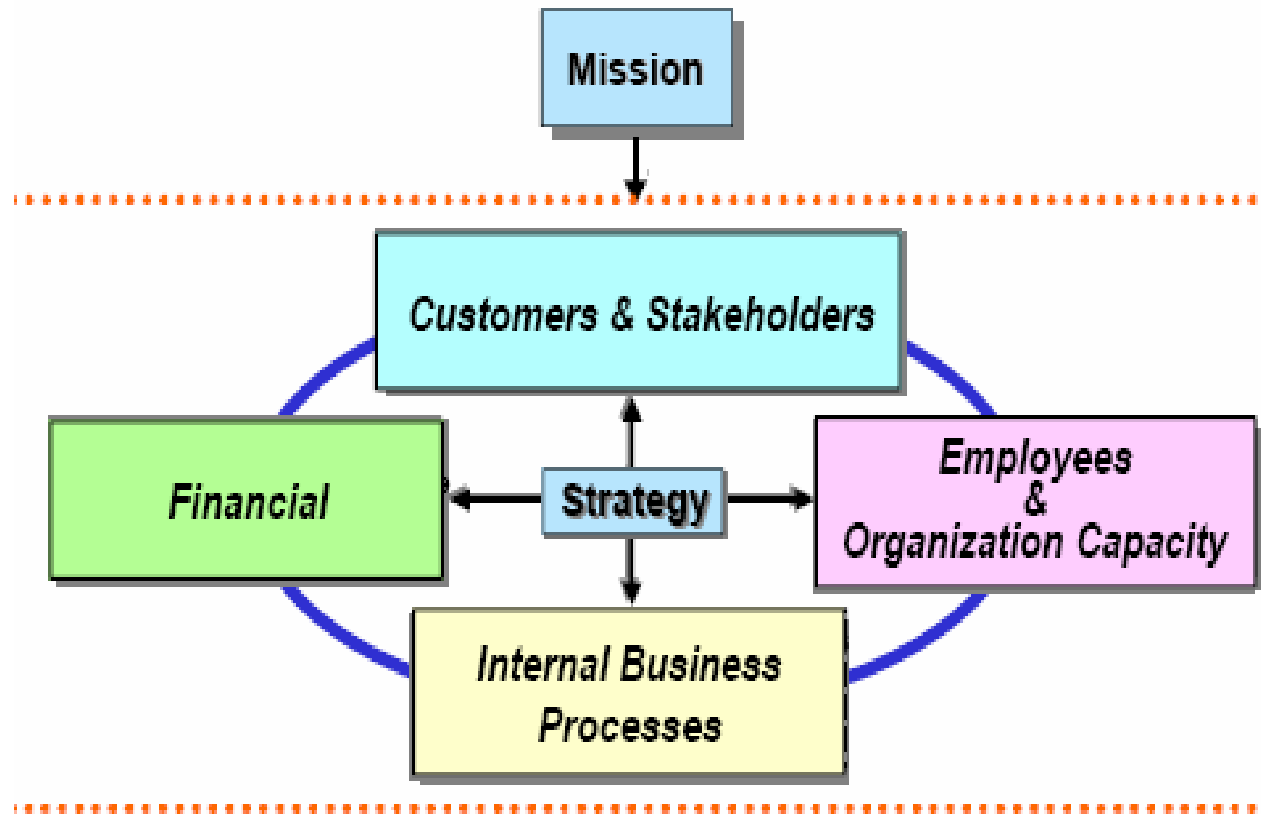 Mission
Customers & Stakeholders
Financial
Strategy
Employees
&
Organization Capacity
Internal Business
Processes